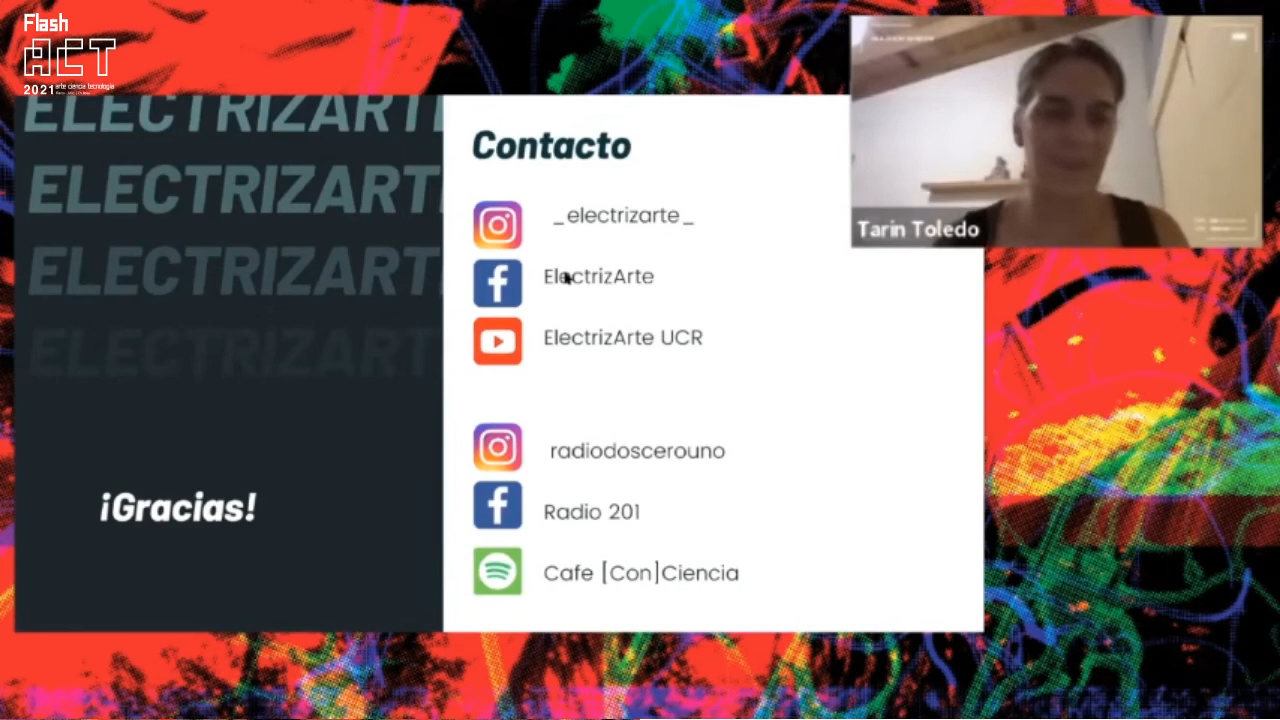 Flash
ACT
2021 arte ciencia tecnología
ELECTRIZARTE
ELECTRIZARTE
ELECTRIZARTE
ELECTRIZARTE
¡Gracias!
Contacto
_electrizarte_
ElectrizArte
ElectrizArte UCR
radiodoscerouno
Radio 201
Cafe [Con]Ciencia
Tarin Toledo